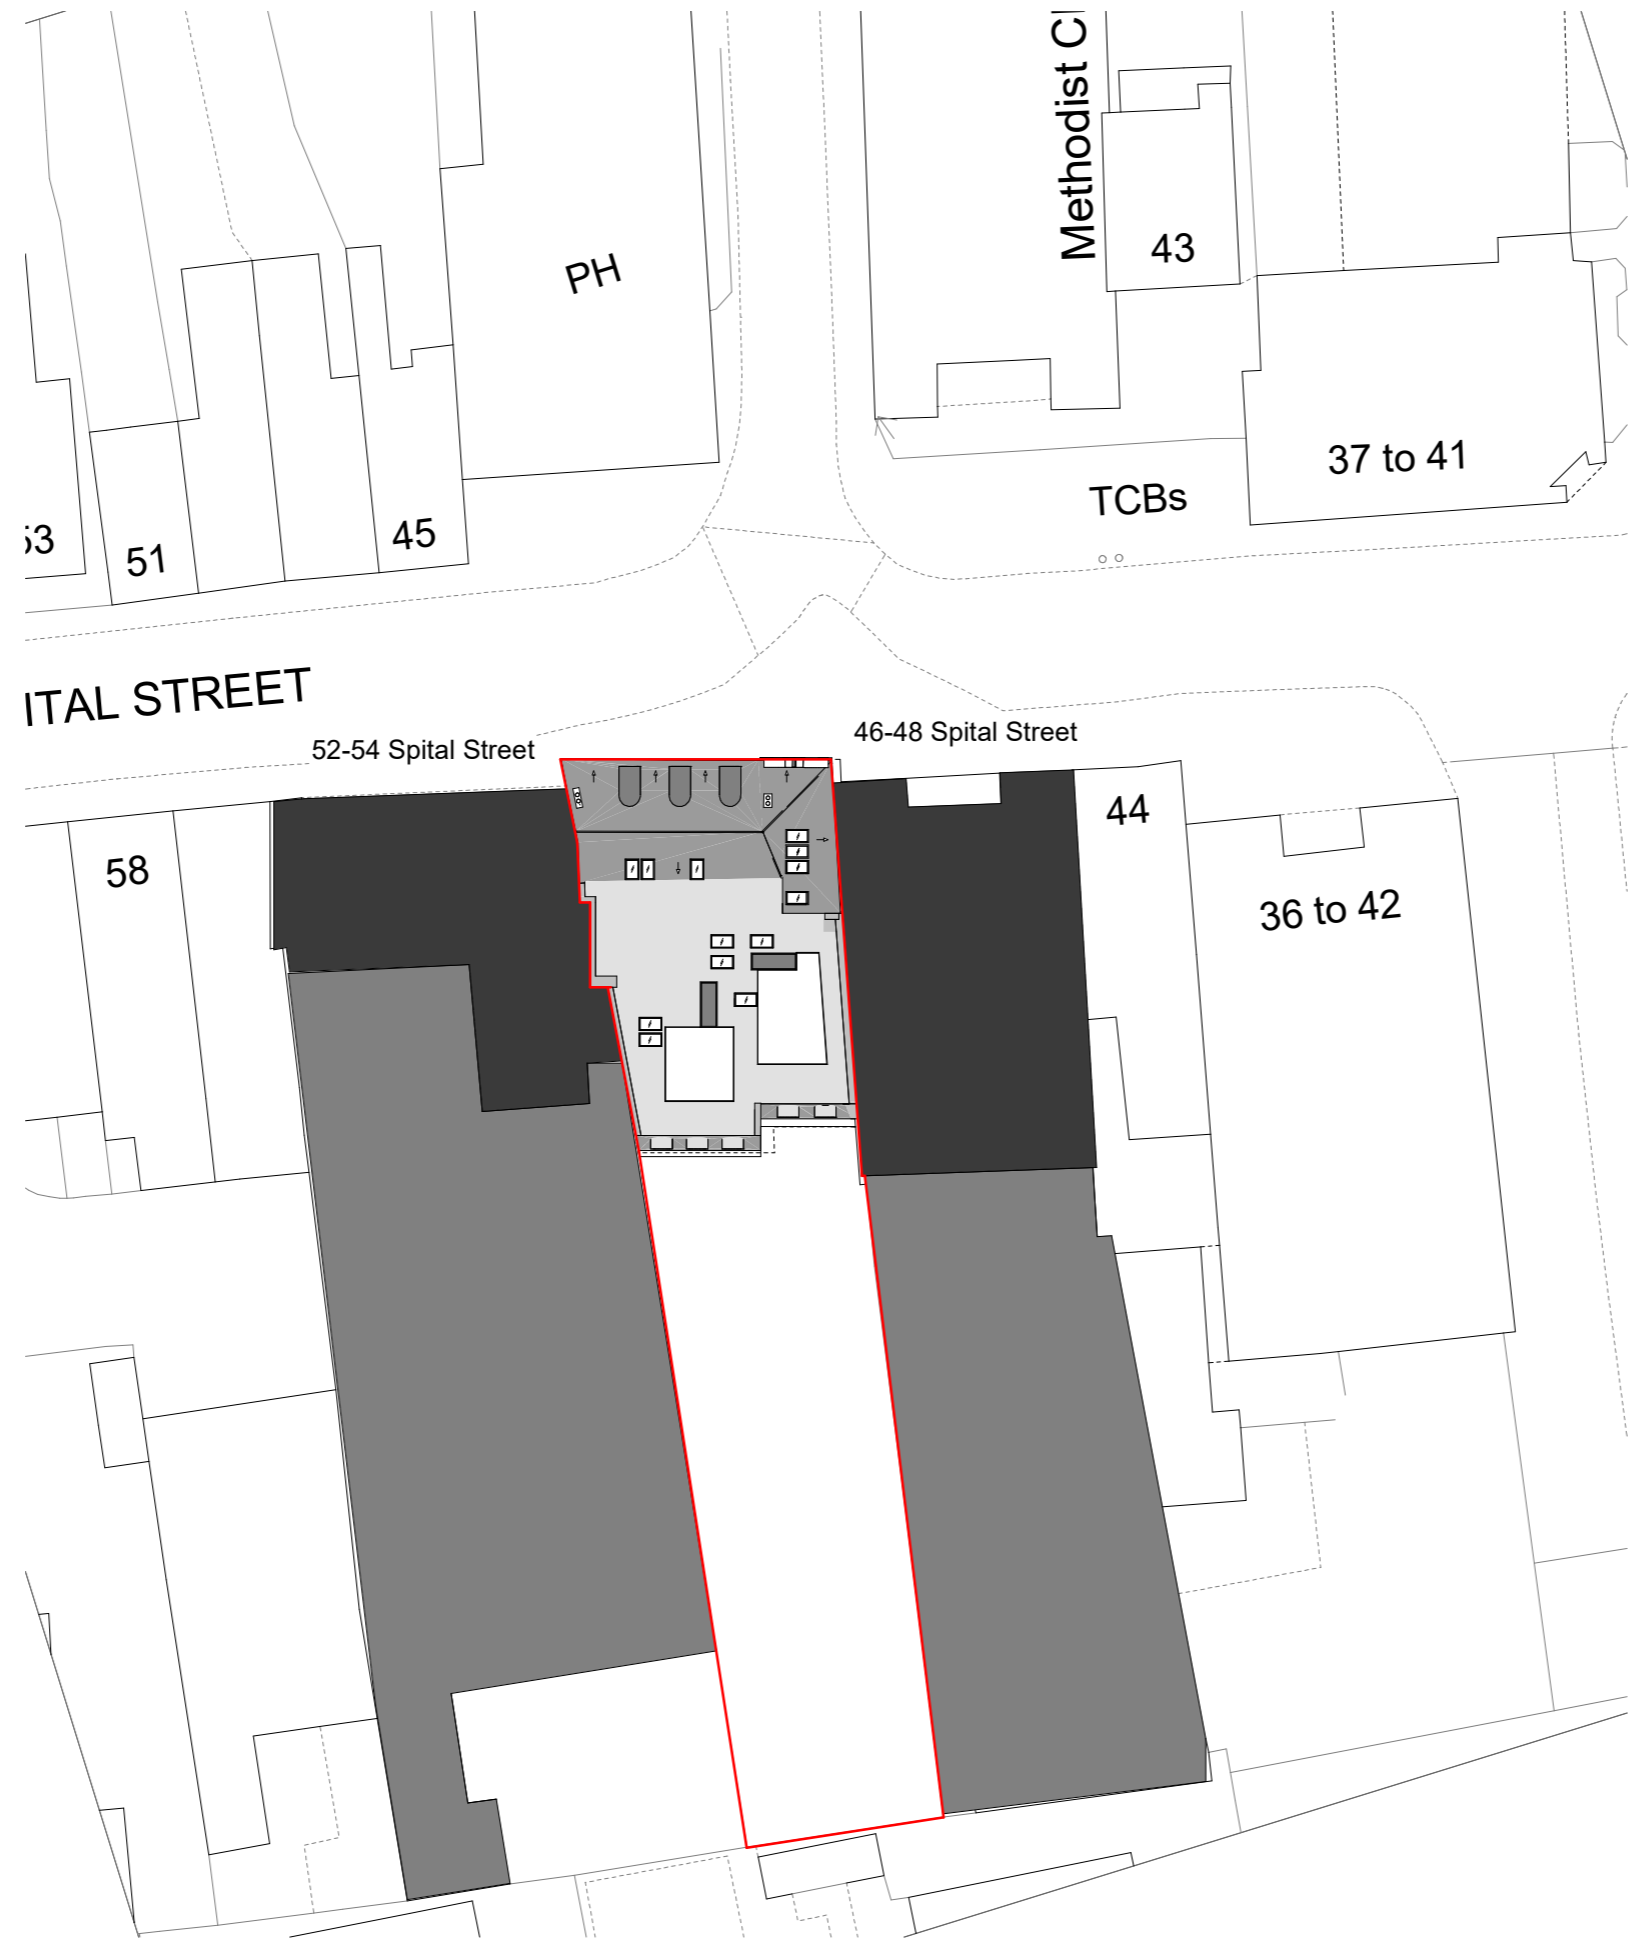 Methodist Cl
43
PH
37 to 41
TCBs
53
51
45
ITAL STREET
52-54 Spital Street
46-48 Spital Street
44
58
36 to 42